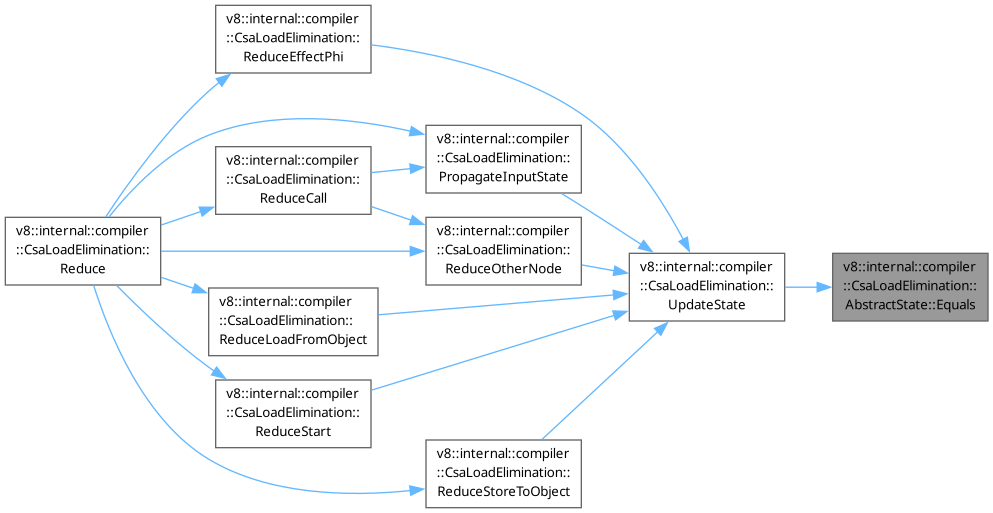 v8::internal::compiler
::CsaLoadElimination::
ReduceEffectPhi
v8::internal::compiler
::CsaLoadElimination::
PropagateInputState
v8::internal::compiler
::CsaLoadElimination::
ReduceCall
v8::internal::compiler
::CsaLoadElimination::
Reduce
v8::internal::compiler
::CsaLoadElimination::
ReduceOtherNode
v8::internal::compiler
::CsaLoadElimination::
UpdateState
v8::internal::compiler
::CsaLoadElimination::
AbstractState::Equals
v8::internal::compiler
::CsaLoadElimination::
ReduceLoadFromObject
v8::internal::compiler
::CsaLoadElimination::
ReduceStart
v8::internal::compiler
::CsaLoadElimination::
ReduceStoreToObject